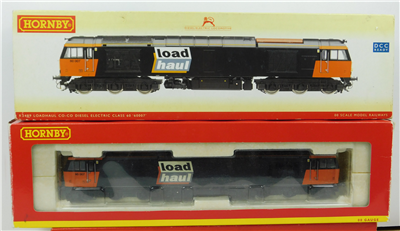 HORNBY
DCC
READY
load
haul
LOADHAUL CO-CO DIESEL ELECTRIC CLASS 60 '60007'
00 SCALE MODEL RAILWAYS
HORNBY
load
haul
00 GAUGE